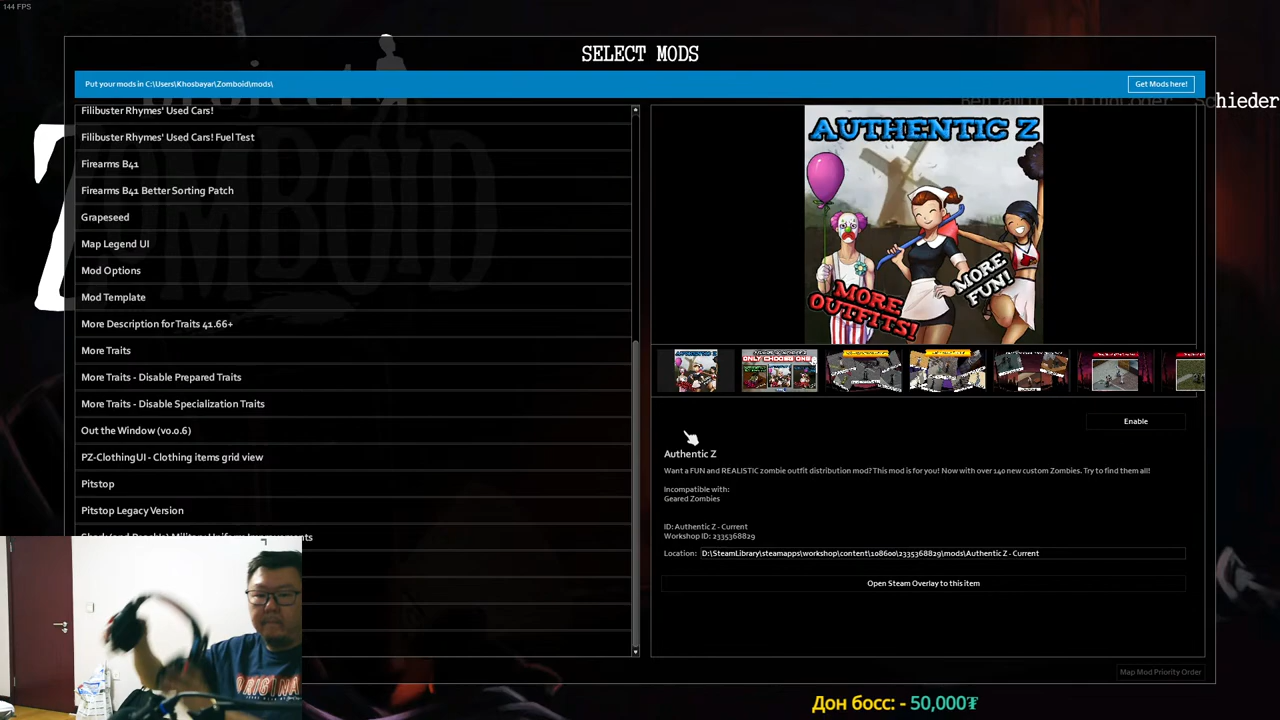 144 FPS
SELECT MODS
Put your mods in C:\Users\Khosbayar\Zomboid\mods\
Get Mods here!
Schieder
Filibuster Rhymes' Used Cars!
Filibuster Rhymes' Used Cars! Fuel Test
Firearms B41
Firearms B41 Better Sorting Patch
Grapeseed
Map Legend UI
Mod Options
Mod Template
More Description for Traits 41.66+
More Traits
More Traits - Disable Prepared Traits
More Traits - Disable Specialization Traits
Out the Window (v0.0.6)
PZ-ClothingUI - Clothing items grid view
Pitstop
Pitstop Legacy Version
AUTHENTIC Z
MORE OUTFITS!
MORE FUN!
ONLY CHOOSE ONE
Enable
Authentic Z
Want a FUN and REALISTIC zombie outfit distribution mod? This mod is for you! Now with over 140 new custom Zombies. Try to find them all!
Incompatible with:
Geared Zombies
ID: Authentic Z - Current
Workshop ID: 2335368829
Location: D:\SteamLibrary\steamapps\workshop\content\108600\2335368829\mods\Authentic Z - Current
Open Steam Overlay to this item
Map Mod Priority Order
ORIGINA
Дон босс: - 50,000₮